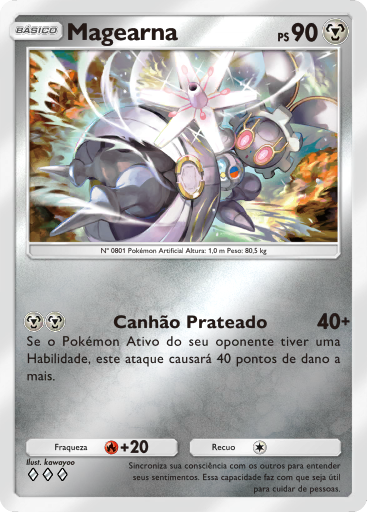 BÁSICO
Magearna
PS 90
Nº 0801 Pokémon Artificial Altura: 1,0 m Peso: 80,5 kg
Canhão Prateado 40+
Se o Pokémon Ativo do seu oponente tiver uma
Habilidade, este ataque causará 40 pontos de dano a
mais.
Fraqueza +20 Recuo
Ilust. kawayoo
Sincroniza sua consciência com os outros para entender
seus sentimentos. Essa capacidade faz com que seja útil
para cuidar de pessoas.